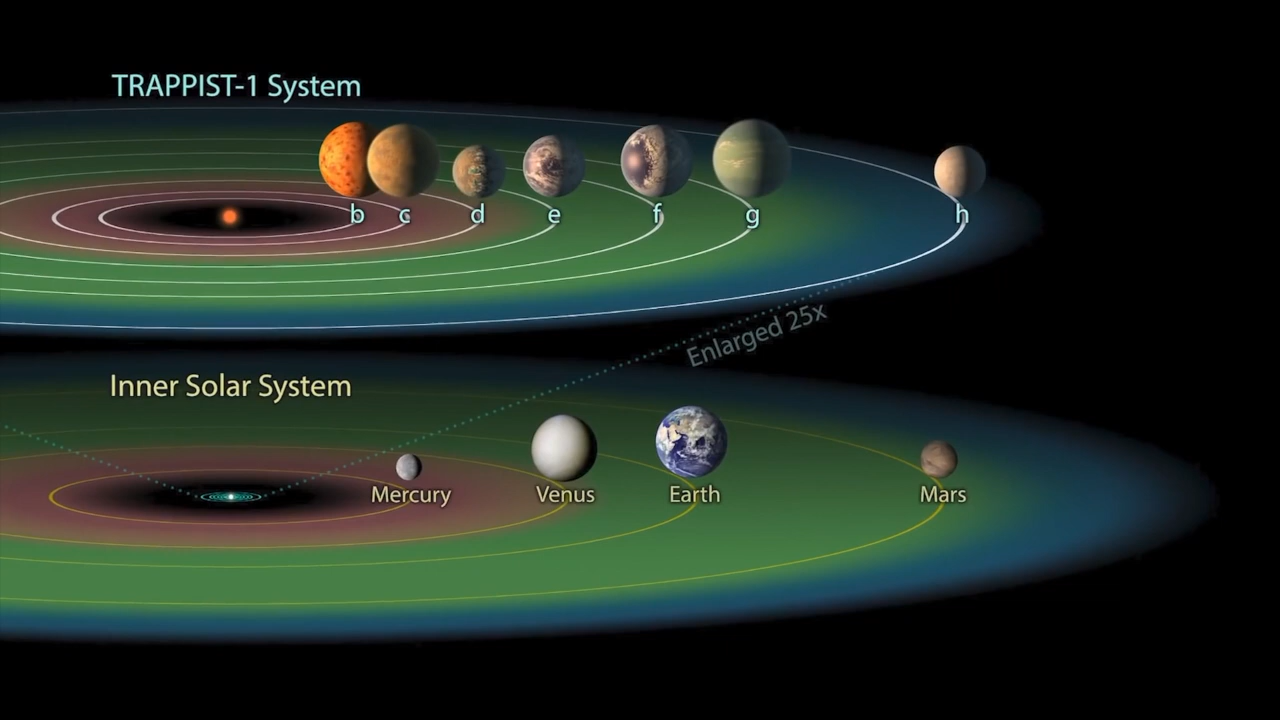 TRAPPIST-1 System
b c d e f g h
Enlarged 25x
Inner Solar System
Mercury Venus Earth Mars